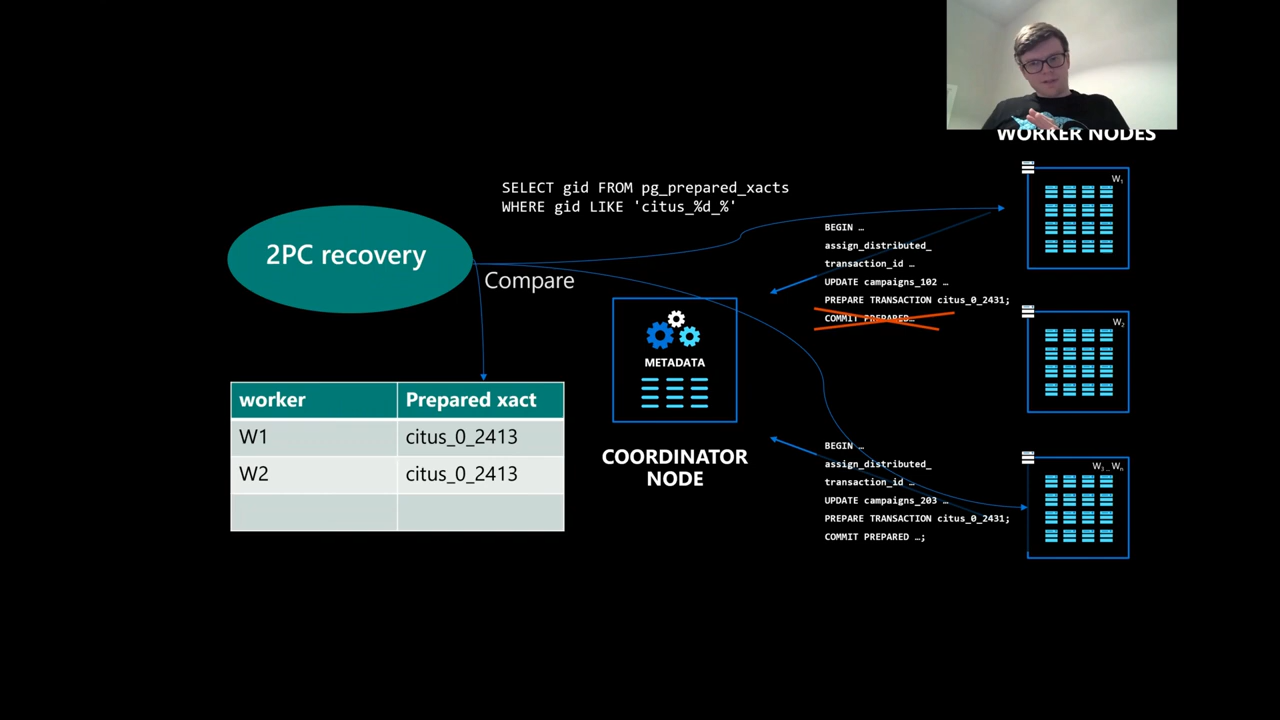 WORKER NODES
SELECT gid FROM pg_prepared_xacts
WHERE gid LIKE 'citus_%d_%'
2PC recovery
Compare
BEGIN …
assign_distributed_
transaction_id …
UPDATE campaigns_102 …
PREPARE TRANSACTION citus_0_2431;
COMMIT PREPARED…
W1
W2
METADATA
COORDINATOR
NODE
worker Prepared xact
W1 citus_0_2413
W2 citus_0_2413
BEGIN …
assign_distributed_
transaction_id …
UPDATE campaigns_203 …
PREPARE TRANSACTION citus_0_2431;
COMMIT PREPARED …;
W3 … Wn